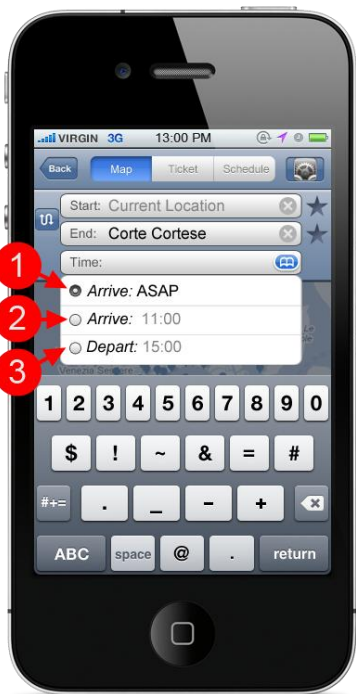 VIRGIN 3G 13:00 PM
Back Map Ticket Schedule
Start: Current Location
End: Corte Cortese
Time:
1 Arrive: ASAP
2 Arrive: 11:00
3 Depart: 15:00
Venezia Sempre
1 2 3 4 5 6 7 8 9 0
$ ! ~ & = #
#+= . _ - +
ABC space @ . return